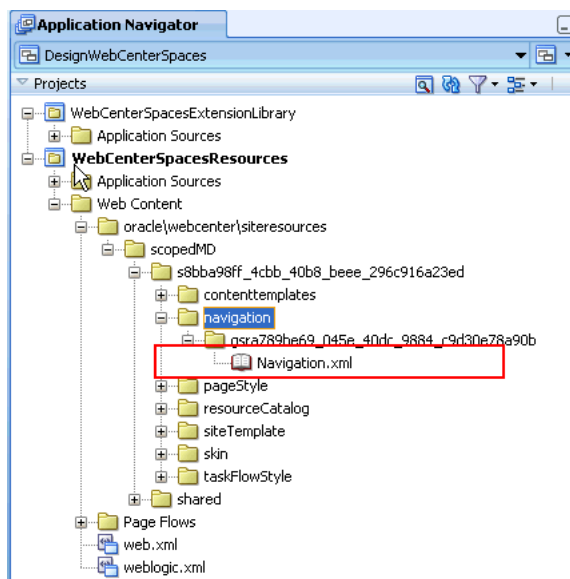 Application Navigator
DesignWebCenterSpaces
Projects
WebCenterSpacesExtensionLibrary
Application Sources
WebCenterSpacesResources
Application Sources
Web Content
oracle\webcenter\siteresources
scopedMD
s8bba98ff_4cbb_40b8_beee_296c916a23ed
contenttemplates
navigation
gsra789be69_045e_40dc_9884_c9d30e78a90b
Navigation.xml
pageStyle
resourceCatalog
siteTemplate
skin
taskFlowStyle
shared
Page Flows
web.xml
weblogic.xml